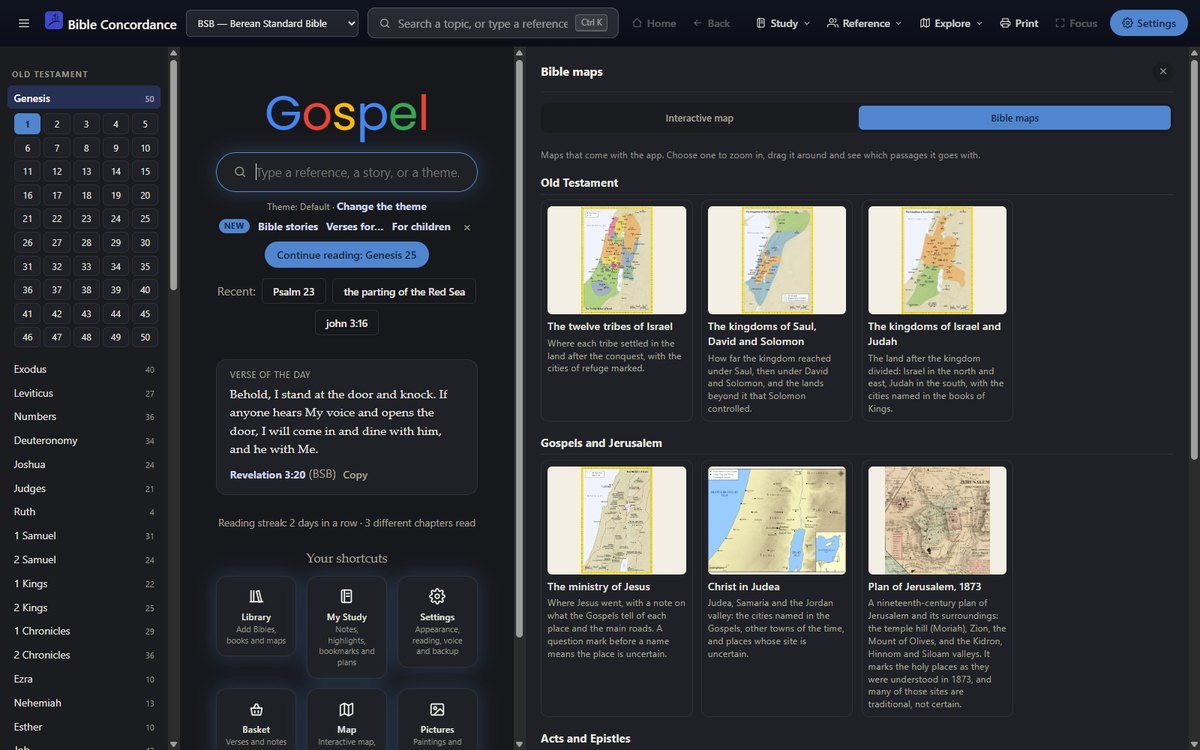 Bible Concordance
BSB — Berean Standard Bible
Search a topic, or type a reference
Ctrl K
Home
Back
Study
Reference
Explore
Print
Focus
Settings
OLD TESTAMENT
Genesis 50
1 2 3 4 5
6 7 8 9 10
11 12 13 14 15
16 17 18 19 20
21 22 23 24 25
26 27 28 29 30
31 32 33 34 35
36 37 38 39 40
41 42 43 44 45
46 47 48 49 50
Exodus 40
Leviticus 27
Numbers 36
Deuteronomy 34
Joshua 24
Judges 21
Ruth 4
1 Samuel 31
2 Samuel 24
1 Kings 22
2 Kings 25
1 Chronicles 29
2 Chronicles 36
Ezra 10
Nehemiah 13
Esther 10
Gospel
Type a reference, a story, or a theme.
Theme: Default · Change the theme
NEW Bible stories Verses for... For children ×
Continue reading: Genesis 25
Recent: Psalm 23 the parting of the Red Sea
john 3:16
VERSE OF THE DAY
Behold, I stand at the door and knock. If
anyone hears My voice and opens the
door, I will come in and dine with him,
and he with Me.
Revelation 3:20 (BSB) Copy
Reading streak: 2 days in a row · 3 different chapters read
Your shortcuts
Library
Add Bibles,
books and maps
My Study
Notes,
highlights,
bookmarks and
plans
Settings
Appearance,
reading, voice
and backup
Basket
Verses and notes
Map
Interactive map,
Pictures
Paintings and
Bible maps
Interactive map
Bible maps
Maps that come with the app. Choose one to zoom in, drag it around and see which passages it goes with.
Old Testament
The twelve tribes of Israel
Where each tribe settled in the
land after the conquest, with the
cities of refuge marked.
The kingdoms of Saul,
David and Solomon
How far the kingdom reached
under Saul, then under David
and Solomon, and the lands
beyond it that Solomon
controlled.
The kingdoms of Israel and
Judah
The land after the kingdom
divided: Israel in the north and
east, Judah in the south, with the
cities named in the books of
Kings.
Gospels and Jerusalem
The ministry of Jesus
Where Jesus went, with a note on
what the Gospels tell of each
place and the main roads. A
question mark before a name
means the place is uncertain.
Christ in Judea
Judea, Samaria and the Jordan
valley: the cities named in the
Gospels, other towns of the time,
and places whose site is
uncertain.
JERUSALEM
Plan of Jerusalem, 1873
A nineteenth-century plan of
Jerusalem and its surroundings:
the temple hill (Moriah), Zion, the
Mount of Olives, and the Kidron,
Hinnom and Siloam valleys. It
marks the holy places as they
were understood in 1873, and
many of those sites are
traditional, not certain.
Acts and Epistles